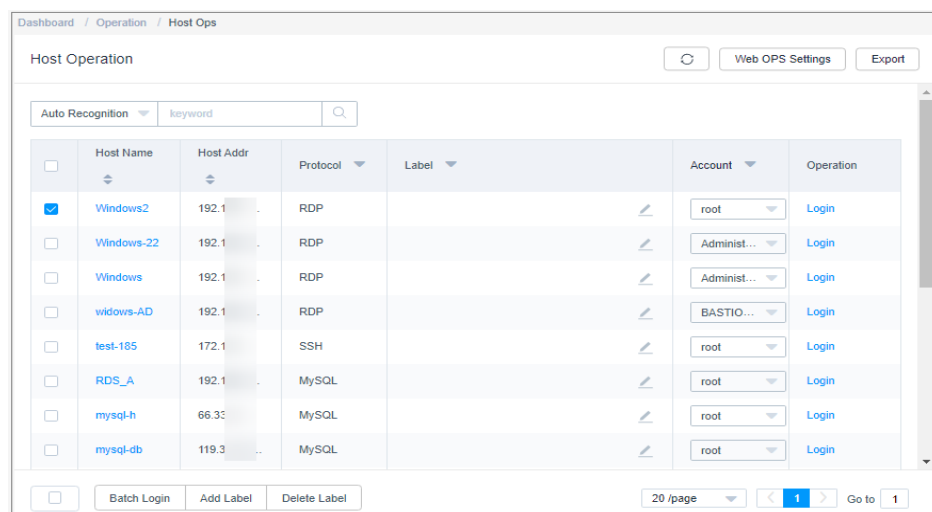 Dashboard / Operation / Host Ops
Host Operation
Web OPS Settings
Export
Auto Recognition
keyword
Host Name
Host Addr
Protocol
Label
Account
Operation
Windows2 192.1 . RDP root Login
Windows-22 192.1 RDP Administ... Login
Windows 192.1 RDP Administ... Login
widows-AD 192.1 . RDP BASTIO... Login
test-185 172.1 SSH root Login
RDS_A 192.1 . MySQL root Login
mysql-h 66.33 MySQL root Login
mysql-db 119.3 .. MySQL root Login
Batch Login
Add Label
Delete Label
20 /page
1
Go to 1